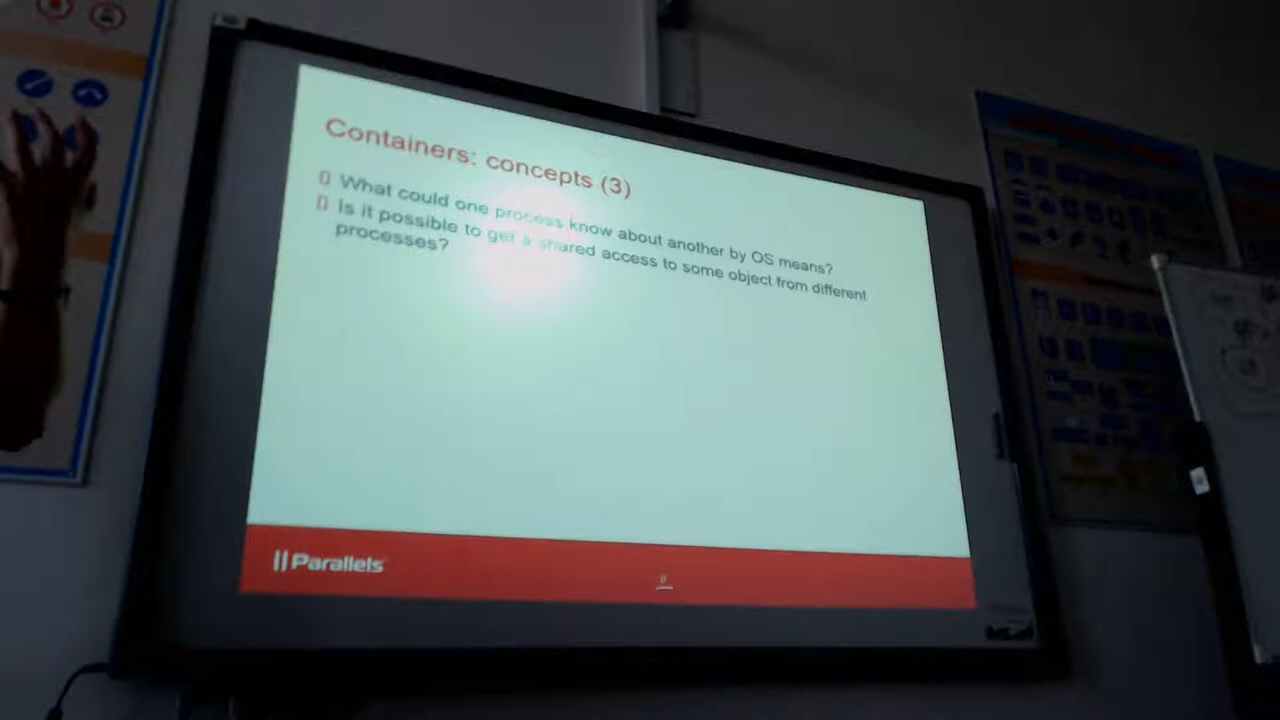 Containers: concepts (3)
What could one process know about another by OS means?
Is it possible to get a shared access to some object from different
processes?
Parallels
8